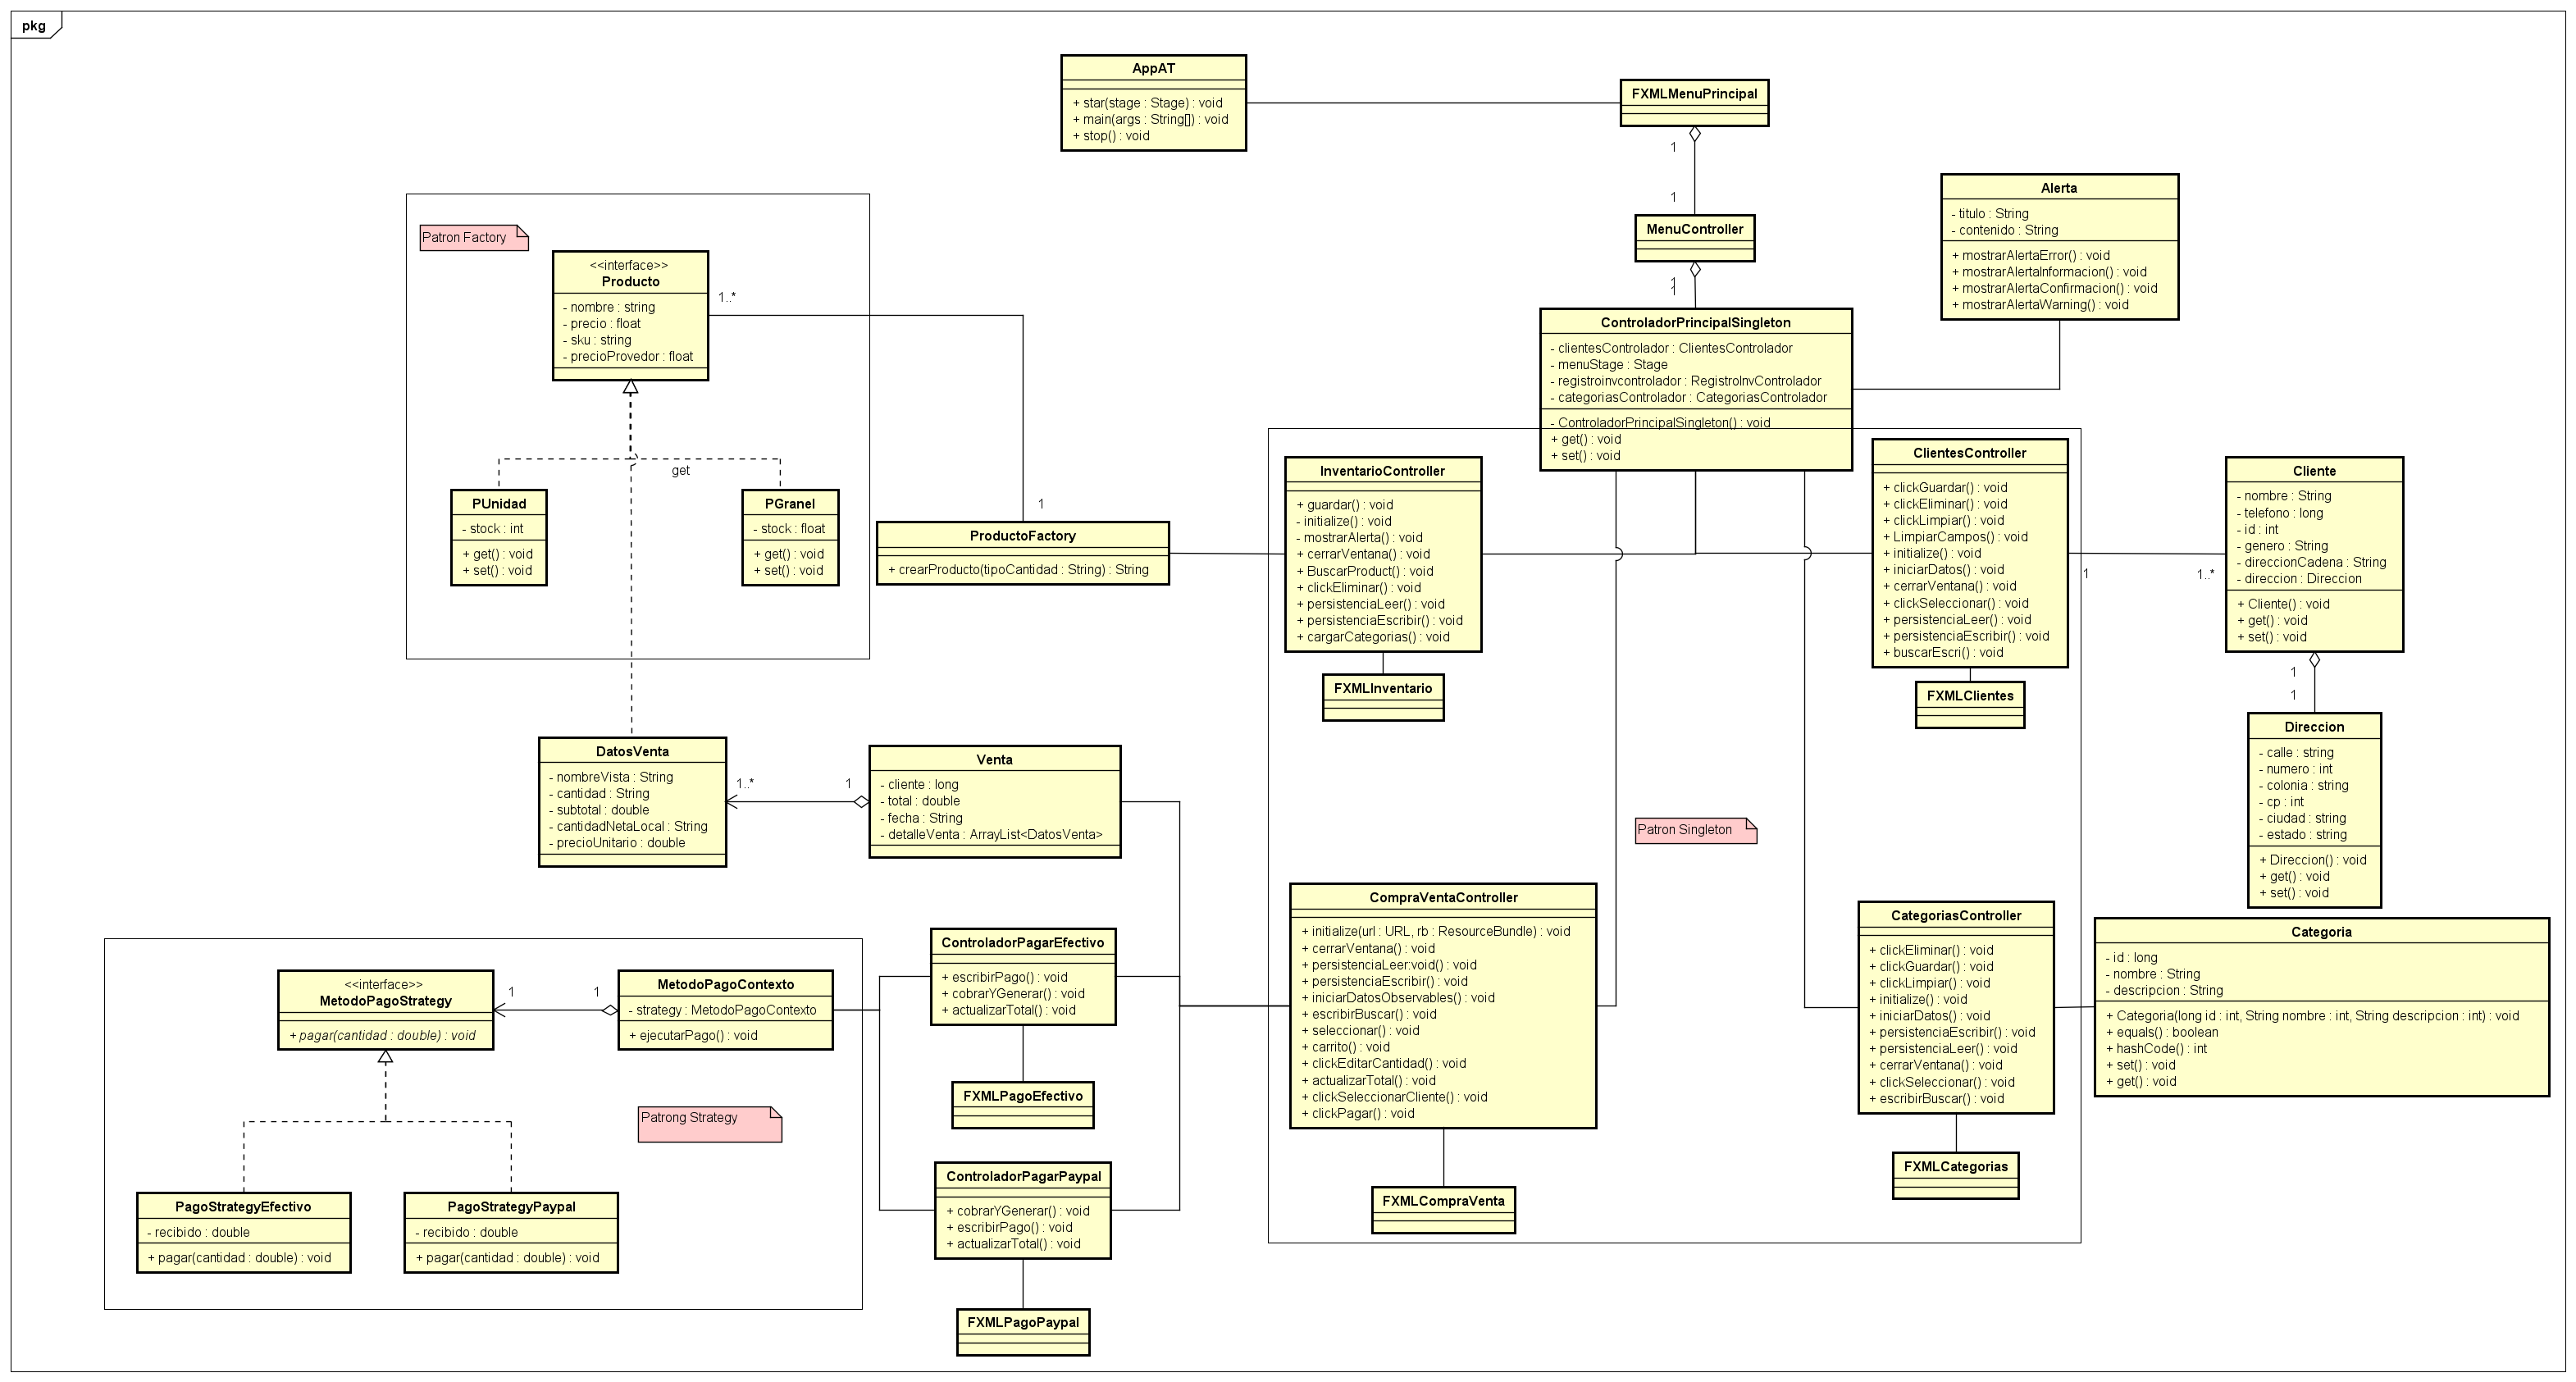 pkg
AppAT
+ star(stage : Stage) : void
+ main(args : String[]) : void
+ stop() : void
FXMLMenuPrincipal
1
1
MenuController
1
1
Alerta
- titulo : String
- contenido : String
+ mostrarAlertaError() : void
+ mostrarAlertaInformacion() : void
+ mostrarAlertaConfirmacion() : void
+ mostrarAlertaWarning() : void
Patron Factory
<<interface>>
Producto
- nombre : string
- precio : float
- sku : string
- precioProvedor : float
1..*
1
get
PUnidad
- stock : int
+ get() : void
+ set() : void
PGranel
- stock : float
+ get() : void
+ set() : void
ProductoFactory
+ crearProducto(tipoCantidad : String) : String
ControladorPrincipalSingleton
- clientesControlador : ClientesControlador
- menuStage : Stage
- registroinvcontrolador : RegistroInvControlador
- categoriasControlador : CategoriasControlador
- ControladorPrincipalSingleton() : void
+ get() : void
+ set() : void
InventarioController
+ guardar() : void
- initialize() : void
- mostrarAlerta() : void
+ cerrarVentana() : void
+ BuscarProduct() : void
+ clickEliminar() : void
+ persistenciaLeer() : void
+ persistenciaEscribir() : void
+ cargarCategorias() : void
FXMLInventario
ClientesController
+ clickGuardar() : void
+ clickEliminar() : void
+ clickLimpiar() : void
+ LimpiarCampos() : void
+ initialize() : void
+ iniciarDatos() : void
+ cerrarVentana() : void
+ clickSeleccionar() : void
+ persistenciaLeer() : void
+ persistenciaEscribir() : void
+ buscarEscri() : void
FXMLClientes
1
1..*
Cliente
- nombre : String
- telefono : long
- id : int
- genero : String
- direccionCadena : String
- direccion : Direccion
+ Cliente() : void
+ get() : void
+ set() : void
1
1
Direccion
- calle : string
- numero : int
- colonia : string
- cp : int
- ciudad : string
- estado : string
+ Direccion() : void
+ get() : void
+ set() : void
DatosVenta
- nombreVista : String
- cantidad : String
- subtotal : double
- cantidadNetaLocal : String
- precioUnitario : double
1..*
1
Venta
- cliente : long
- total : double
- fecha : String
- detalleVenta : ArrayList<DatosVenta>
Patron Singleton
CompraVentaController
+ initialize(url : URL, rb : ResourceBundle) : void
+ cerrarVentana() : void
+ persistenciaLeer:void() : void
+ persistenciaEscribir() : void
+ iniciarDatosObservables() : void
+ escribirBuscar() : void
+ seleccionar() : void
+ carrito() : void
+ clickEditarCantidad() : void
+ actualizarTotal() : void
+ clickSeleccionarCliente() : void
+ clickPagar() : void
FXMLCompraVenta
CategoriasController
+ clickEliminar() : void
+ clickGuardar() : void
+ clickLimpiar() : void
+ initialize() : void
+ iniciarDatos() : void
+ persistenciaEscribir() : void
+ persistenciaLeer() : void
+ cerrarVentana() : void
+ clickSeleccionar() : void
+ escribirBuscar() : void
FXMLCategorias
Categoria
- id : long
- nombre : String
- descripcion : String
+ Categoria(long id : int, String nombre : int, String descripcion : int) : void
+ equals() : boolean
+ hashCode() : int
+ set() : void
+ get() : void
<<interface>>
MetodoPagoStrategy
+ pagar(cantidad : double) : void
1
1
MetodoPagoContexto
- strategy : MetodoPagoContexto
+ ejecutarPago() : void
Patrong Strategy
PagoStrategyEfectivo
- recibido : double
+ pagar(cantidad : double) : void
PagoStrategyPaypal
- recibido : double
+ pagar(cantidad : double) : void
ControladorPagarEfectivo
+ escribirPago() : void
+ cobrarYGenerar() : void
+ actualizarTotal() : void
FXMLPagoEfectivo
ControladorPagarPaypal
+ cobrarYGenerar() : void
+ escribirPago() : void
+ actualizarTotal() : void
FXMLPagoPaypal